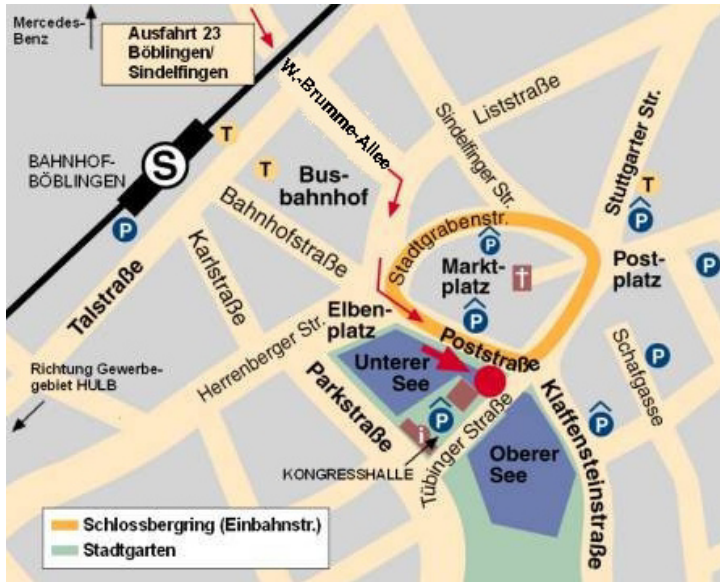 Mercedes-
Benz
Ausfahrt 23
Böblingen/
Sindelfingen
W.-Brumme-Allee
Liststraße
Sindelfinger Str.
Stuttgarter Str.
T
T
T
S
BAHNHOF-
BÖBLINGEN
P
Bus-
bahnhof
Bahnhofstraße
Stadtgrabenstr.
P
P
Markt-
platz
Post-
platz
P
P
Talstraße
Karlstraße
Elben-
platz
Poststraße
Herrenberger Str.
Richtung Gewerbe-
gebiet HULB
Unterer
See
Parkstraße
P
i
KONGRESSHALLE
Tübinger Straße
Oberer
See
Klaffensteinstraße
Schafgasse
P
P
Schlossbergring (Einbahnstr.)
Stadtgarten